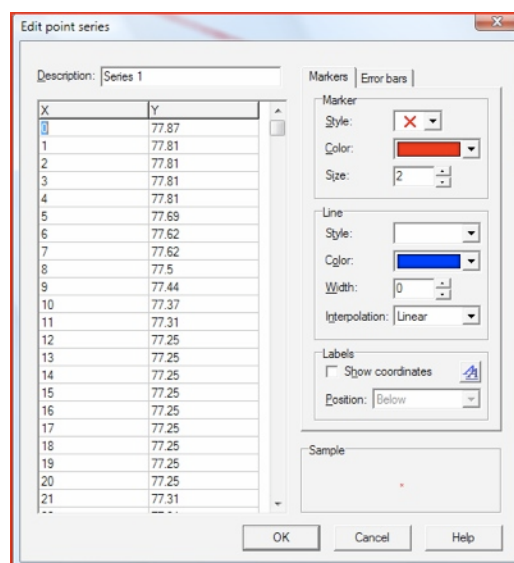 Edit point series
Description: Series 1
X Y
0 77.87
1 77.81
2 77.81
3 77.81
4 77.81
5 77.69
6 77.62
7 77.62
8 77.5
9 77.44
10 77.37
11 77.31
12 77.25
13 77.25
14 77.25
15 77.25
16 77.25
17 77.25
18 77.25
19 77.25
20 77.25
21 77.31
Markers Error bars
Marker
Style:
Color:
Size: 2
Line
Style:
Color:
Width: 0
Interpolation: Linear
Labels
Show coordinates
Position: Below
Sample
OK Cancel Help